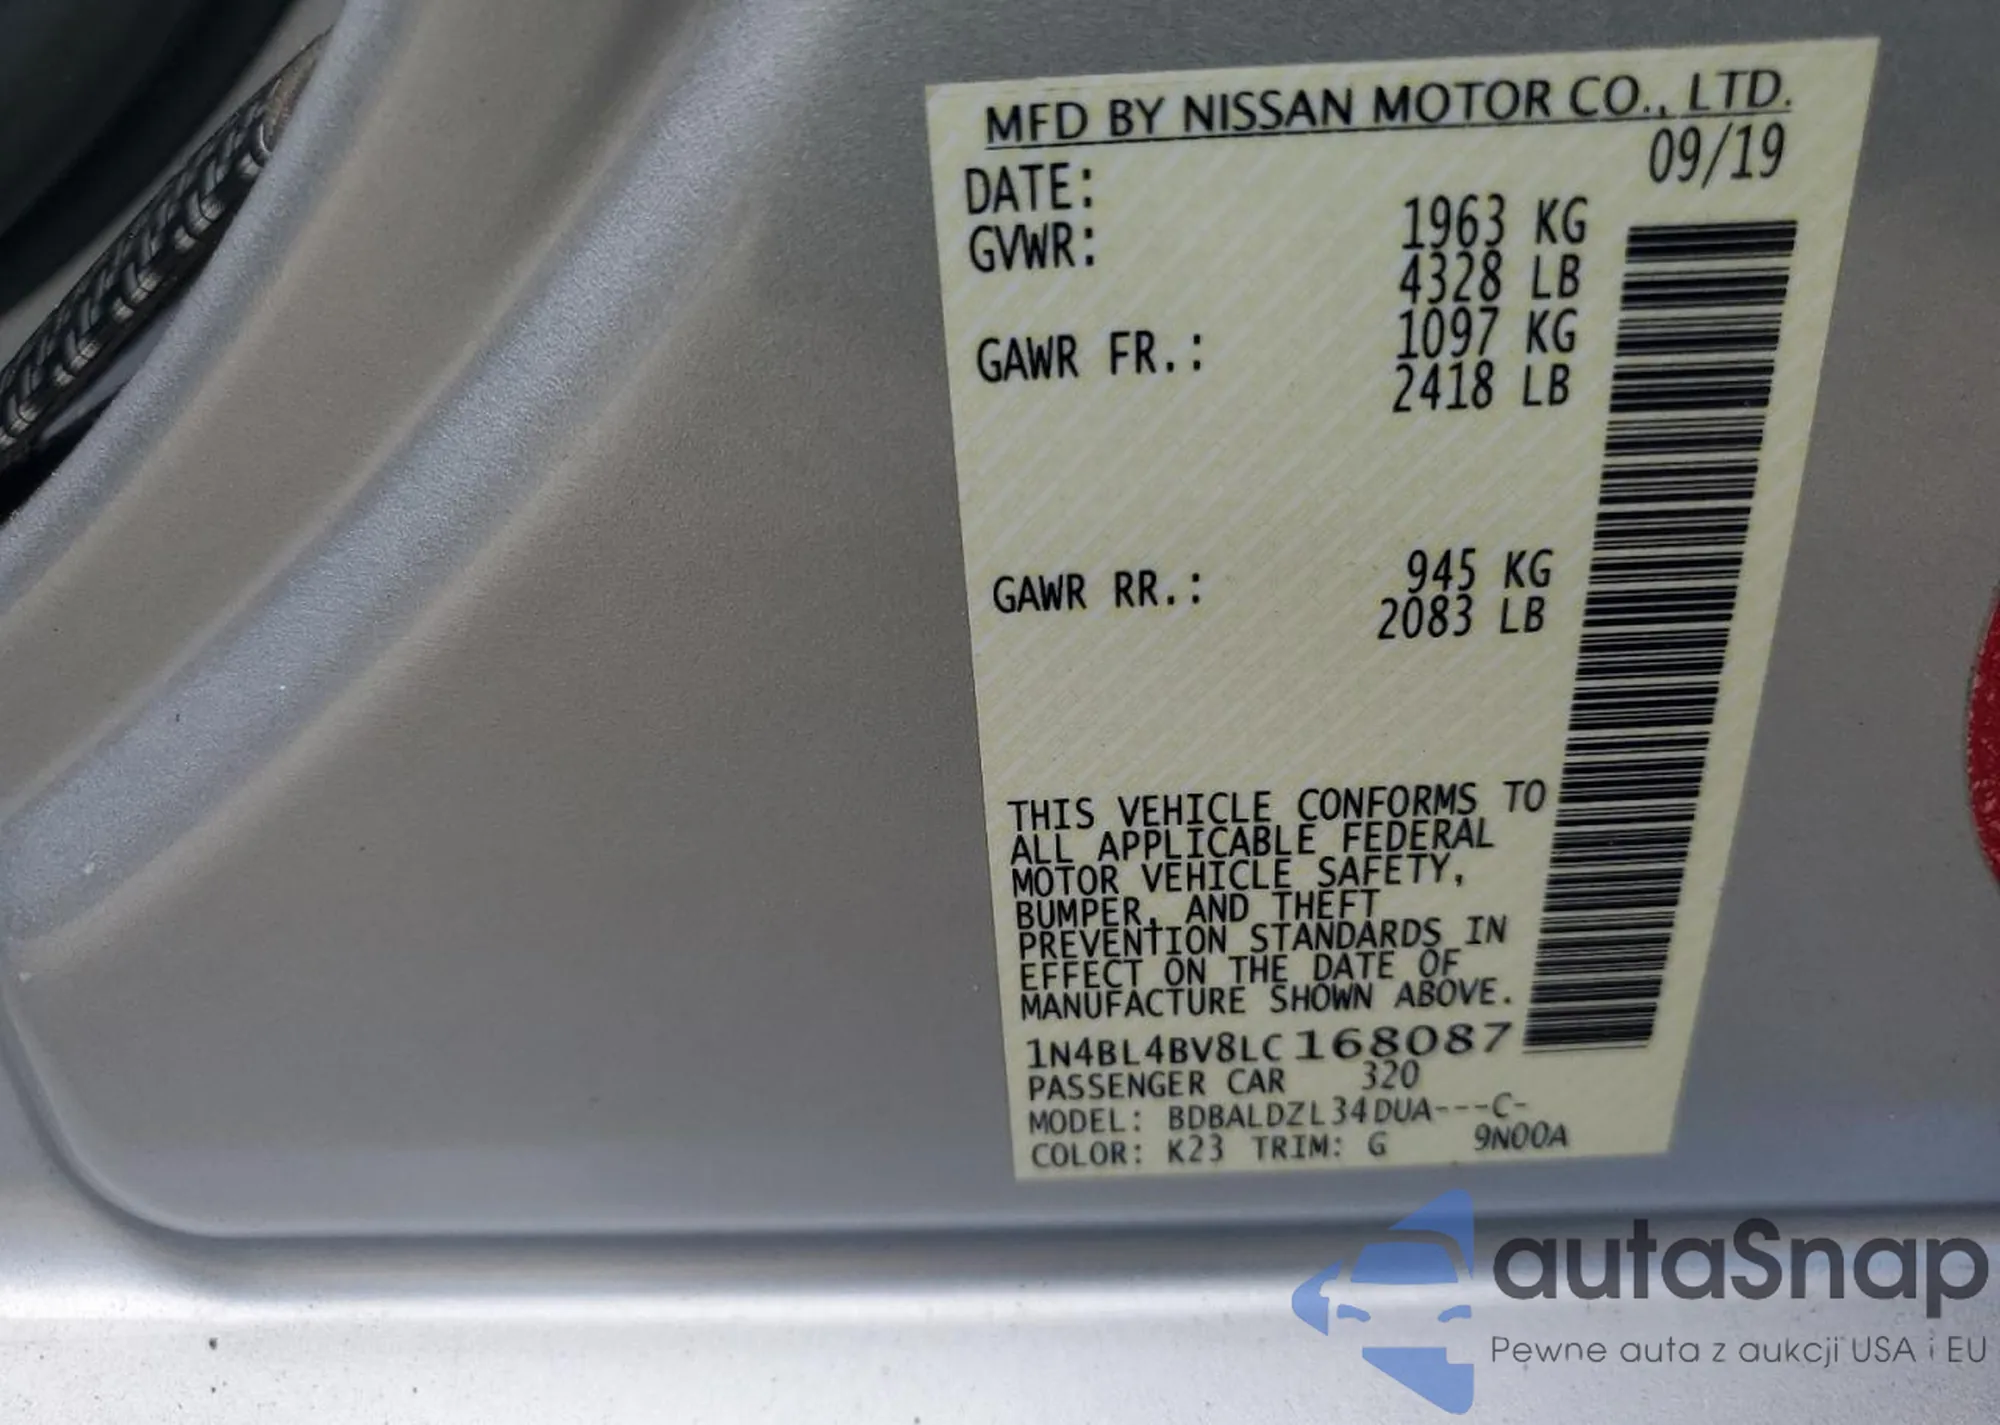 MFD BY NISSAN MOTOR CO., LTD.
DATE: 09/19
GVWR: 1963 KG
4328 LB
GAWR FR.: 1097 KG
2418 LB
GAWR RR.: 945 KG
2083 LB
THIS VEHICLE CONFORMS TO
ALL APPLICABLE FEDERAL
MOTOR VEHICLE SAFETY,
BUMPER, AND THEFT
PREVENTION STANDARDS IN
EFFECT ON THE DATE OF
MANUFACTURE SHOWN ABOVE.
1N4BL4BV8LC168087
PASSENGER CAR 320
MODEL: BDBALDZL34DUA---C-
COLOR: K23 TRIM: G 9N00A
autaSnap
Pewne auta z aukcji USA i EU